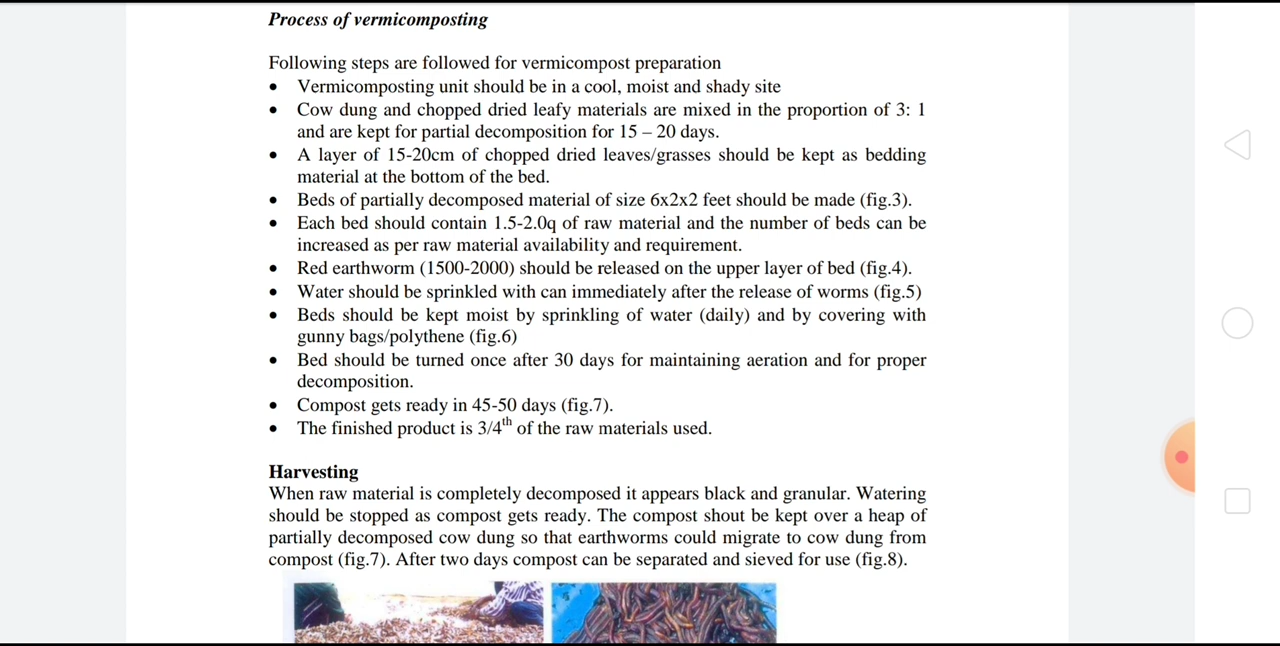 Process of vermicomposting
Following steps are followed for vermicompost preparation
• Vermicomposting unit should be in a cool, moist and shady site
• Cow dung and chopped dried leafy materials are mixed in the proportion of 3: 1
and are kept for partial decomposition for 15 – 20 days.
• A layer of 15-20cm of chopped dried leaves/grasses should be kept as bedding
material at the bottom of the bed.
• Beds of partially decomposed material of size 6x2x2 feet should be made (fig.3).
• Each bed should contain 1.5-2.0q of raw material and the number of beds can be
increased as per raw material availability and requirement.
• Red earthworm (1500-2000) should be released on the upper layer of bed (fig.4).
• Water should be sprinkled with can immediately after the release of worms (fig.5)
• Beds should be kept moist by sprinkling of water (daily) and by covering with
gunny bags/polythene (fig.6)
• Bed should be turned once after 30 days for maintaining aeration and for proper
decomposition.
• Compost gets ready in 45-50 days (fig.7).
• The finished product is 3/4th of the raw materials used.
Harvesting
When raw material is completely decomposed it appears black and granular. Watering
should be stopped as compost gets ready. The compost shout be kept over a heap of
partially decomposed cow dung so that earthworms could migrate to cow dung from
compost (fig.7). After two days compost can be separated and sieved for use (fig.8).